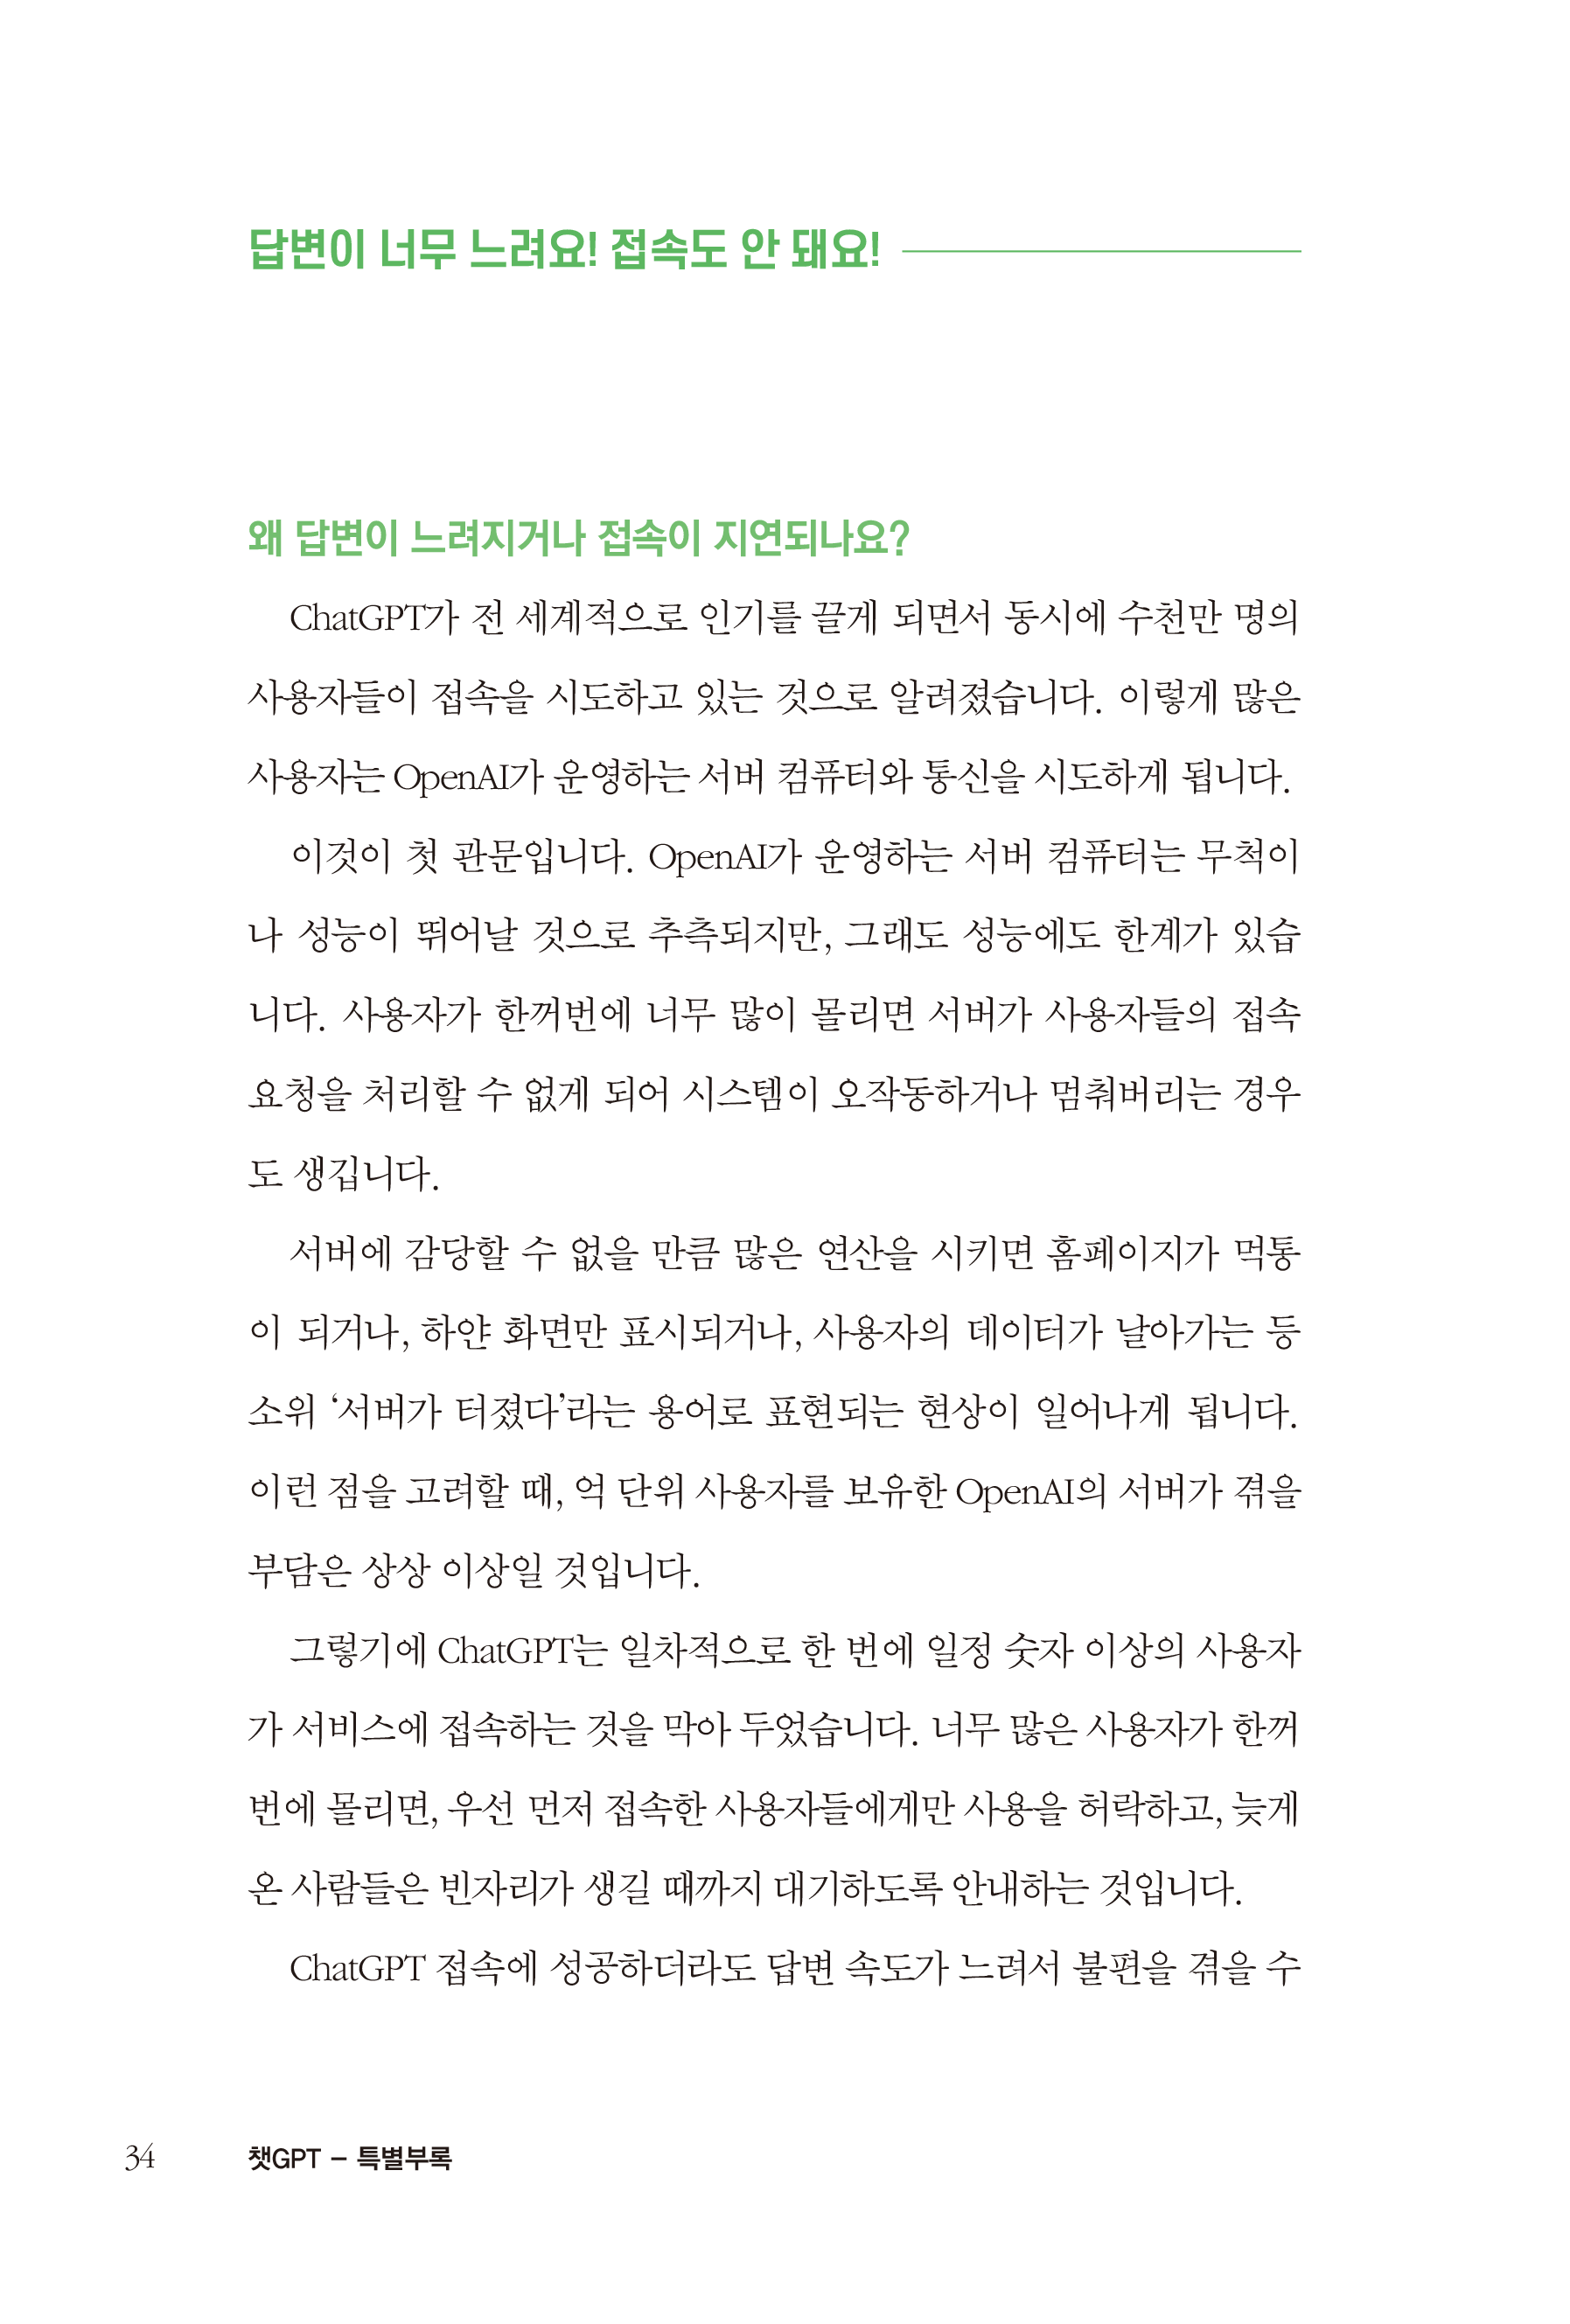 답변이 너무 느려요! 접속도 안 돼요!
왜 답변이 느려지거나 접속이 지연되나요?
ChatGPT가 전 세계적으로 인기를 끌게 되면서 동시에 수천만 명의
사용자들이 접속을 시도하고 있는 것으로 알려졌습니다. 이렇게 많은
사용자는 OpenAI가 운영하는 서버 컴퓨터와 통신을 시도하게 됩니다.
이것이 첫 관문입니다. OpenAI가 운영하는 서버 컴퓨터는 무척이
나 성능이 뛰어날 것으로 추측되지만, 그래도 성능에도 한계가 있습
니다. 사용자가 한꺼번에 너무 많이 몰리면 서버가 사용자들의 접속
요청을 처리할 수 없게 되어 시스템이 오작동하거나 멈춰버리는 경우
도 생깁니다.
서버에 감당할 수 없을 만큼 많은 연산을 시키면 홈페이지가 먹통
이 되거나, 하얀 화면만 표시되거나, 사용자의 데이터가 날아가는 등
소위 ‘서버가 터졌다’라는 용어로 표현되는 현상이 일어나게 됩니다.
이런 점을 고려할 때, 억 단위 사용자를 보유한 OpenAI의 서버가 겪을
부담은 상상 이상일 것입니다.
그렇기에 ChatGPT는 일차적으로 한 번에 일정 숫자 이상의 사용자
가 서비스에 접속하는 것을 막아 두었습니다. 너무 많은 사용자가 한꺼
번에 몰리면, 우선 먼저 접속한 사용자들에게만 사용을 허락하고, 늦게
온 사람들은 빈자리가 생길 때까지 대기하도록 안내하는 것입니다.
ChatGPT 접속에 성공하더라도 답변 속도가 느려서 불편을 겪을 수
34 챗GPT – 특별부록